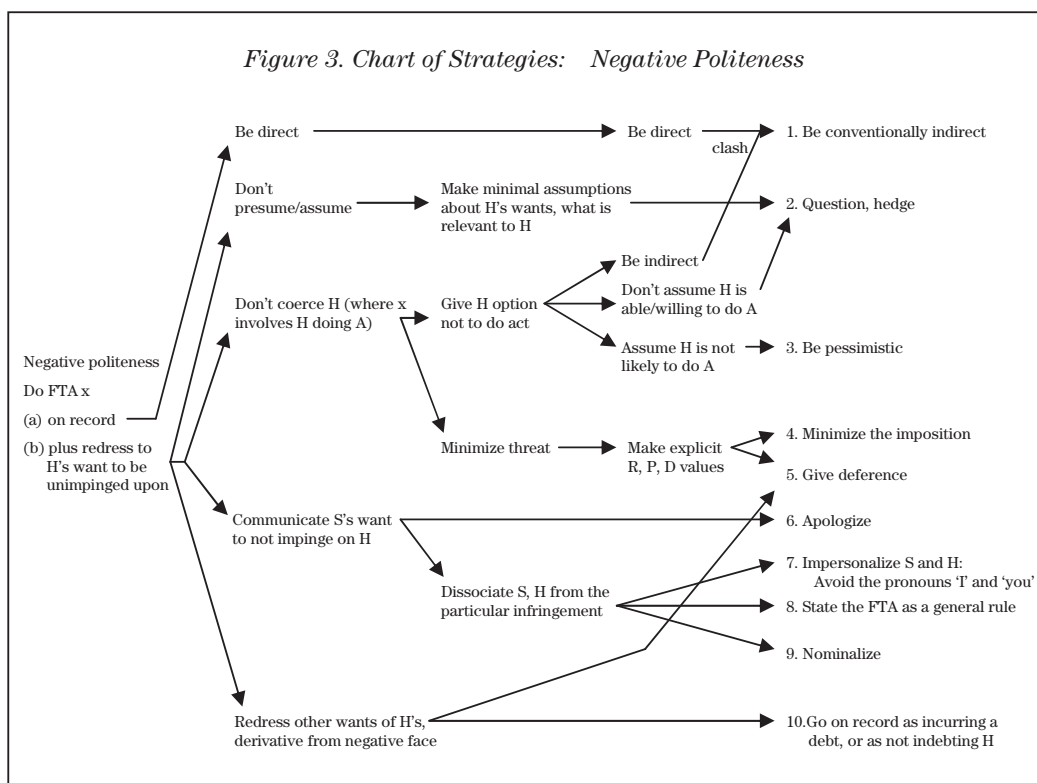 Figure 3. Chart of Strategies: Negative Politeness
Be direct
Be direct
clash
1. Be conventionally indirect
Don't
presume/assume
Make minimal assumptions
about H's wants, what is
relevant to H
2. Question, hedge
Be indirect
Don't coerce H (where x
involves H doing A)
Give H option
not to do act
Don't assume H is
able/willing to do A
Assume H is not
likely to do A
3. Be pessimistic
Negative politeness
Do FTA x
(a) on record
(b) plus redress to
H's want to be
unimpinged upon
Minimize threat
Make explicit
R, P, D values
4. Minimize the imposition
5. Give deference
Communicate S's want
to not impinge on H
6. Apologize
Dissociate S, H from the
particular infringement
7. Impersonalize S and H:
Avoid the pronouns 'I' and 'you'
8. State the FTA as a general rule
9. Nominalize
Redress other wants of H's,
derivative from negative face
10.Go on record as incurring a
debt, or as not indebting H